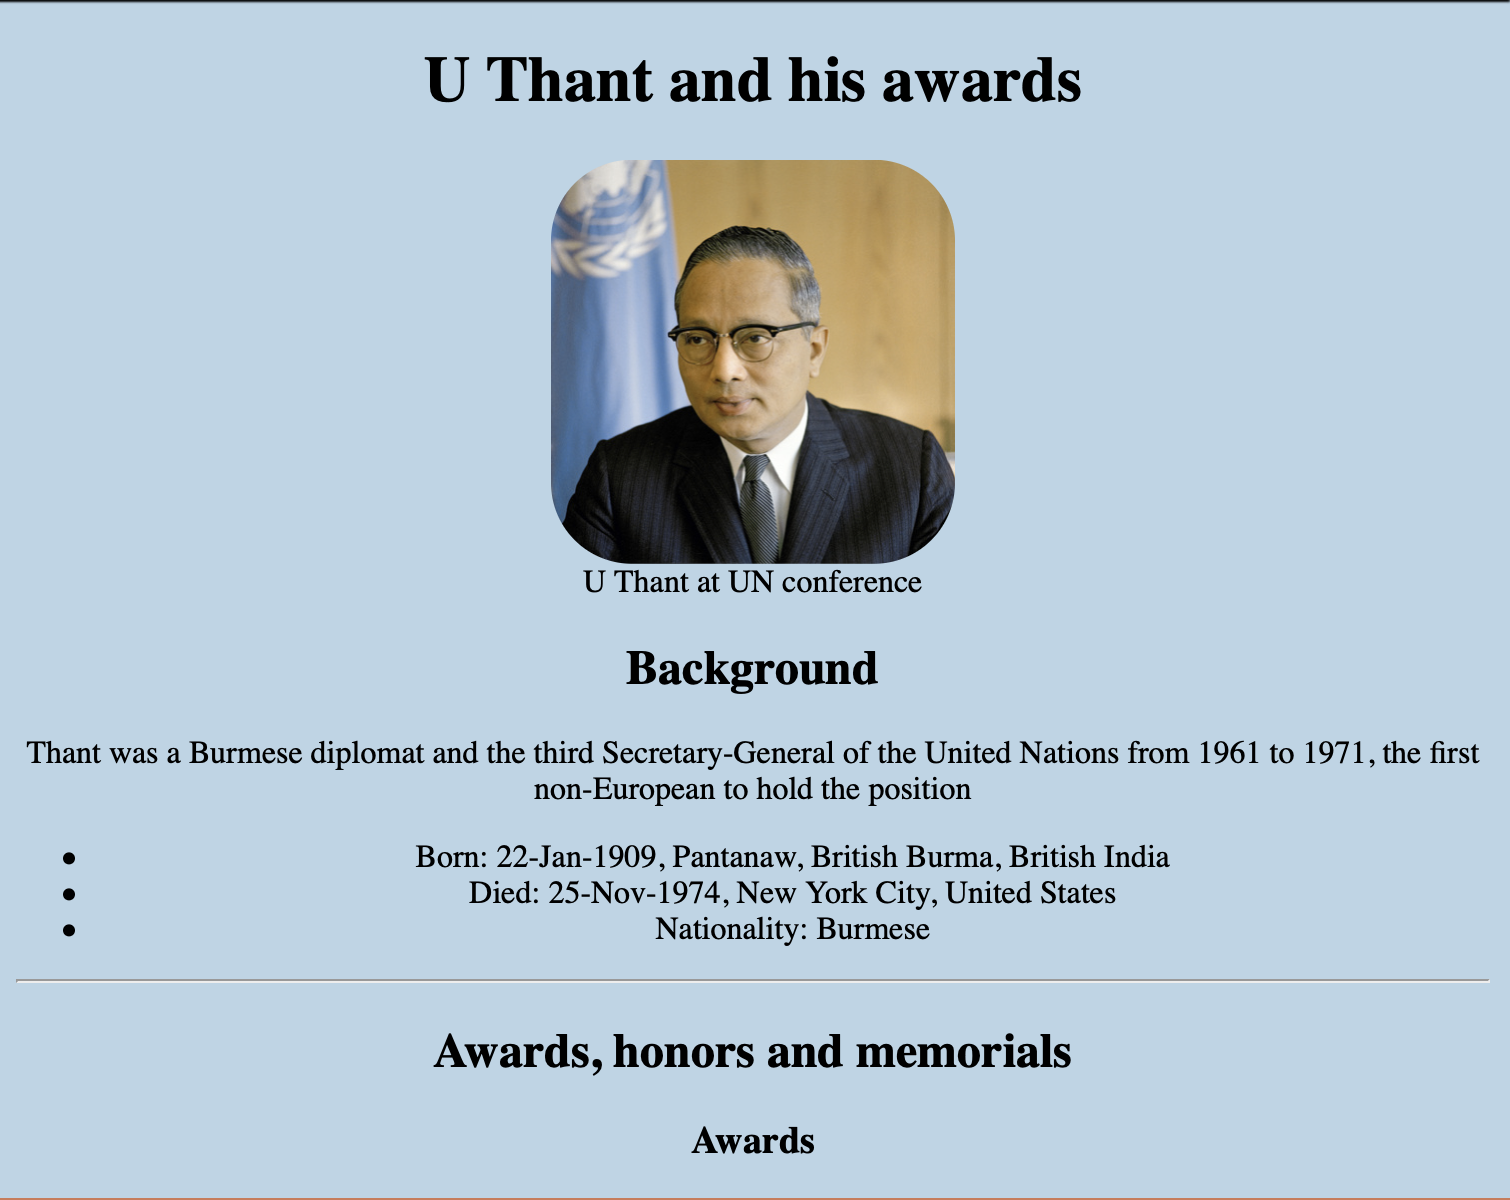 U Thant and his awards
U Thant at UN conference
Background
Thant was a Burmese diplomat and the third Secretary-General of the United Nations from 1961 to 1971, the first
non-European to hold the position
Born: 22-Jan-1909, Pantanaw, British Burma, British India
Died: 25-Nov-1974, New York City, United States
Nationality: Burmese
Awards, honors and memorials
Awards